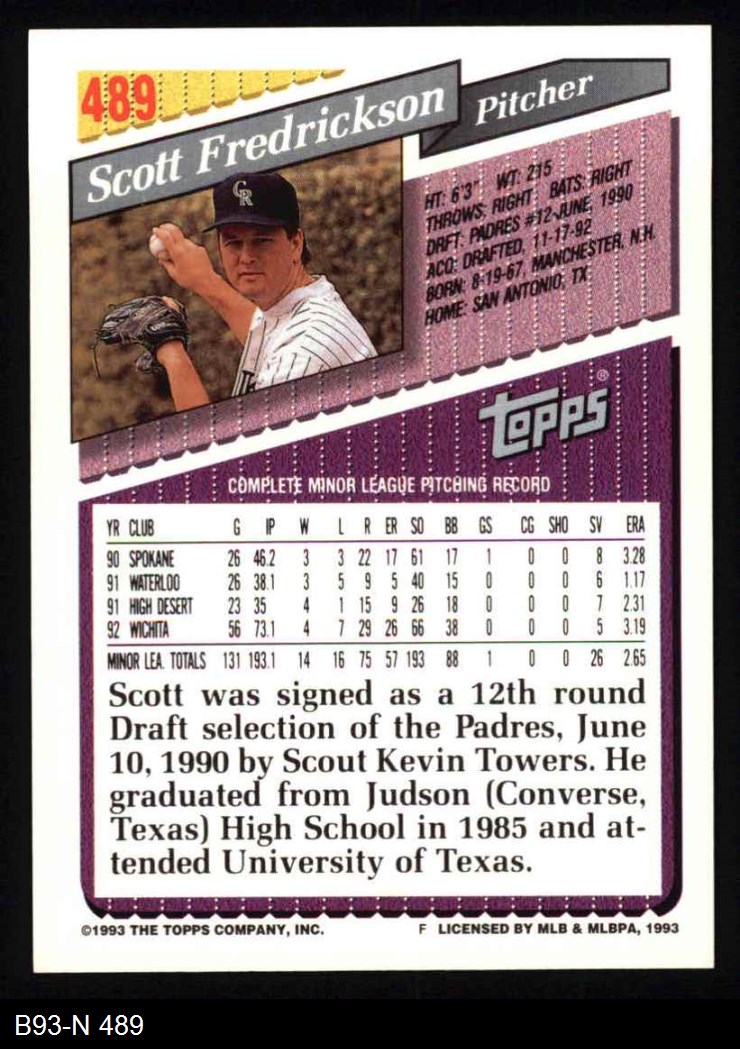 489
Scott Fredrickson
Pitcher
CR
HT: 6'3" WT: 215
THROWS: RIGHT BATS: RIGHT
DRFT: PADRES #12-JUNE, 1990
ACQ: DRAFTED, 11-17-92
BORN: 8-19-67, MANCHESTER, N.H.
HOME: SAN ANTONIO, TX
TOPPS®
COMPLETE MINOR LEAGUE PITCHING RECORD
YR CLUB G IP W L R ER SO BB GS CG SHO SV ERA
90 SPOKANE 26 46.2 3 3 22 17 61 17 1 0 0 8 3.28
91 WATERLOO 26 38.1 3 5 9 5 40 15 0 0 0 6 1.17
91 HIGH DESERT 23 35 4 1 15 9 26 18 0 0 0 7 2.31
92 WICHITA 56 73.1 4 7 29 26 66 38 0 0 0 5 3.19
MINOR LEA. TOTALS 131 193.1 14 16 75 57 193 88 1 0 0 26 2.65
Scott was signed as a 12th round
Draft selection of the Padres, June
10, 1990 by Scout Kevin Towers. He
graduated from Judson (Converse,
Texas) High School in 1985 and at-
tended University of Texas.
©1993 THE TOPPS COMPANY, INC. F LICENSED BY MLB & MLBPA, 1993
B93-N 489